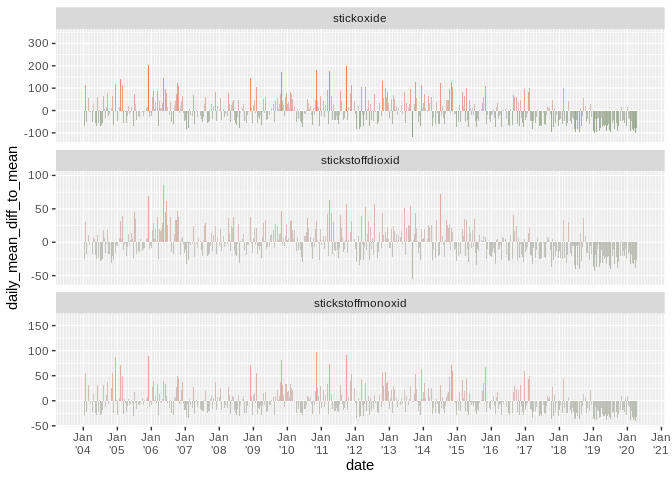 stickoxide
300
200
100
0
-100
stickstoffdioxid
100
50
0
-50
stickstoffmonoxid
150
100
50
0
-50
daily_mean_diff_to_mean
Jan Jan Jan Jan Jan Jan Jan Jan Jan Jan Jan Jan Jan Jan Jan Jan Jan Jan
'04 '05 '06 '07 '08 '09 '10 '11 '12 '13 '14 '15 '16 '17 '18 '19 '20 '21
date